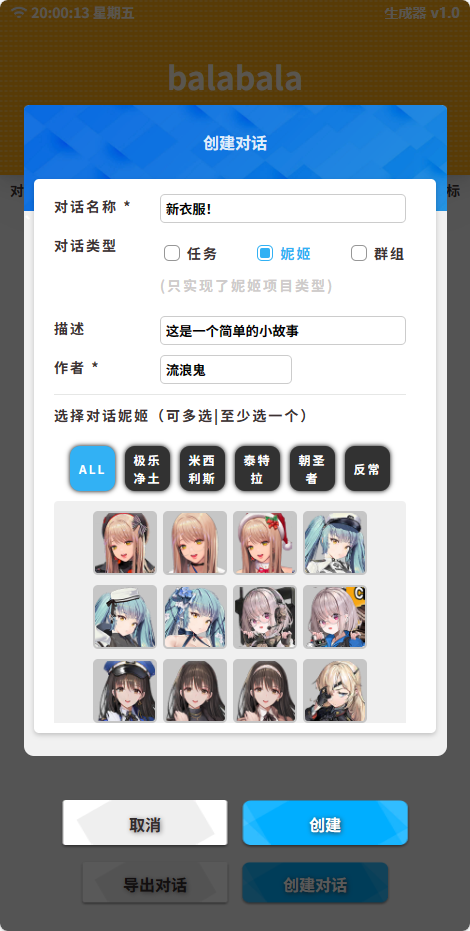 20:00:13 星期五
生成器 v1.0
balabala
创建对话
对
标
对话名称 *
新衣服!
对话类型
任务
妮姬
群组
(只实现了妮姬项目类型)
描述
这是一个简单的小故事
作者 *
流浪鬼
选择对话妮姬（可多选|至少选一个）
ALL
极乐
净土
米西
利斯
泰特
拉
朝圣
者
反常
取消
创建
导出对话
创建对话